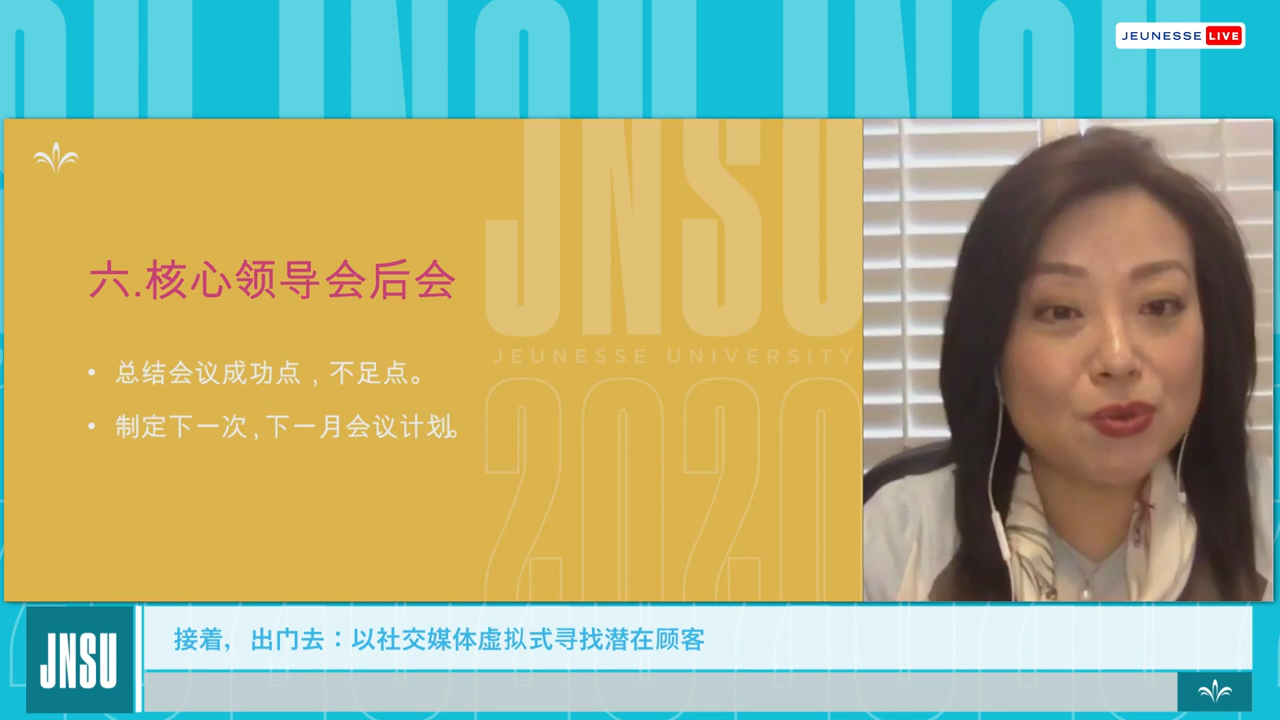 JEUNESSE LIVE
JNSU
JEUNESSE UNIVERSITY
2020
六.核心领导会后会
• 总结会议成功点，不足点。
• 制定下一次,下一月会议计划。
JNSU
接着，出门去：以社交媒体虚拟式寻找潜在顾客